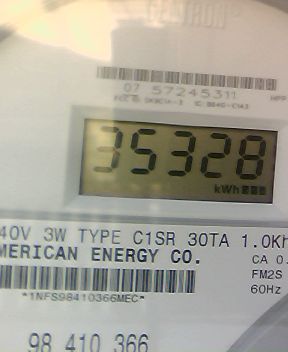 CENTRON®
07 57245311
35328
kWh
40V 3W TYPE C1SR 30TA 1.0Kh
MERICAN ENERGY CO.
CA 0.
FM2S
*1NFS98410366MEC*
60Hz
98 410 366